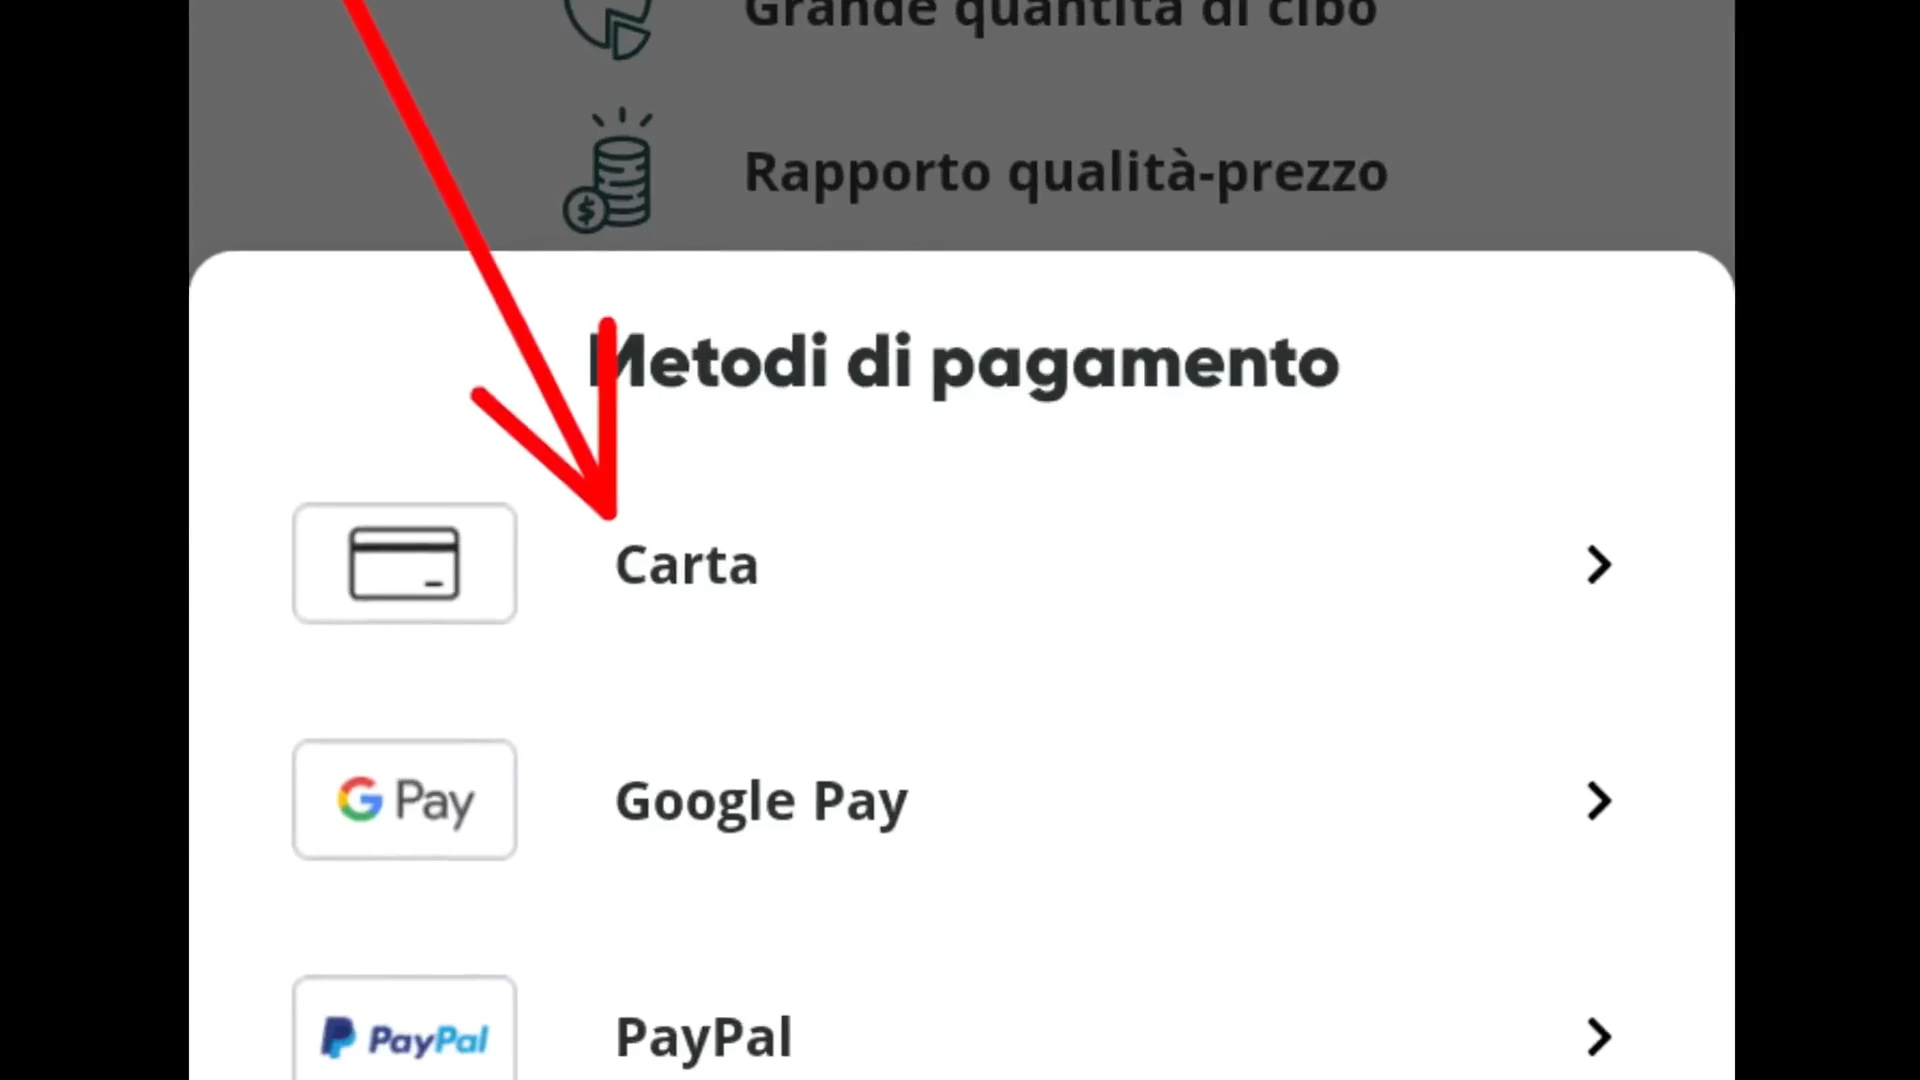 Grande quantità di cibo
Rapporto qualità-prezzo
Metodi di pagamento
Carta
G Pay
Google Pay
PayPal
PayPal